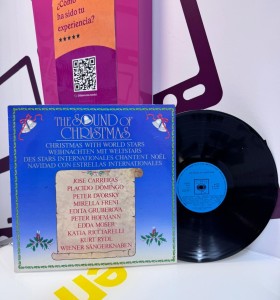 ¿Cómo
ha sido tu
experiencia?
THE SOUND OF
CHRISTMAS
CHRISTMAS WITH WORLD STARS
WEIHNACHTEN MIT WELTSTARS
DES STARS INTERNATIONALES CHANTENT NOËL
NAVIDAD CON ESTRELLAS INTERNATIONALES
JOSE CARRERAS
PLACIDO DOMINGO
PETER DVORSKY
MIRELLA FRENI
EDITA GRUBEROVA
PETER HOFMANN
EDDA MOSER
KATIA RICCIARELLI
KURT RYDL
WIENER SÄNGERKNABEN